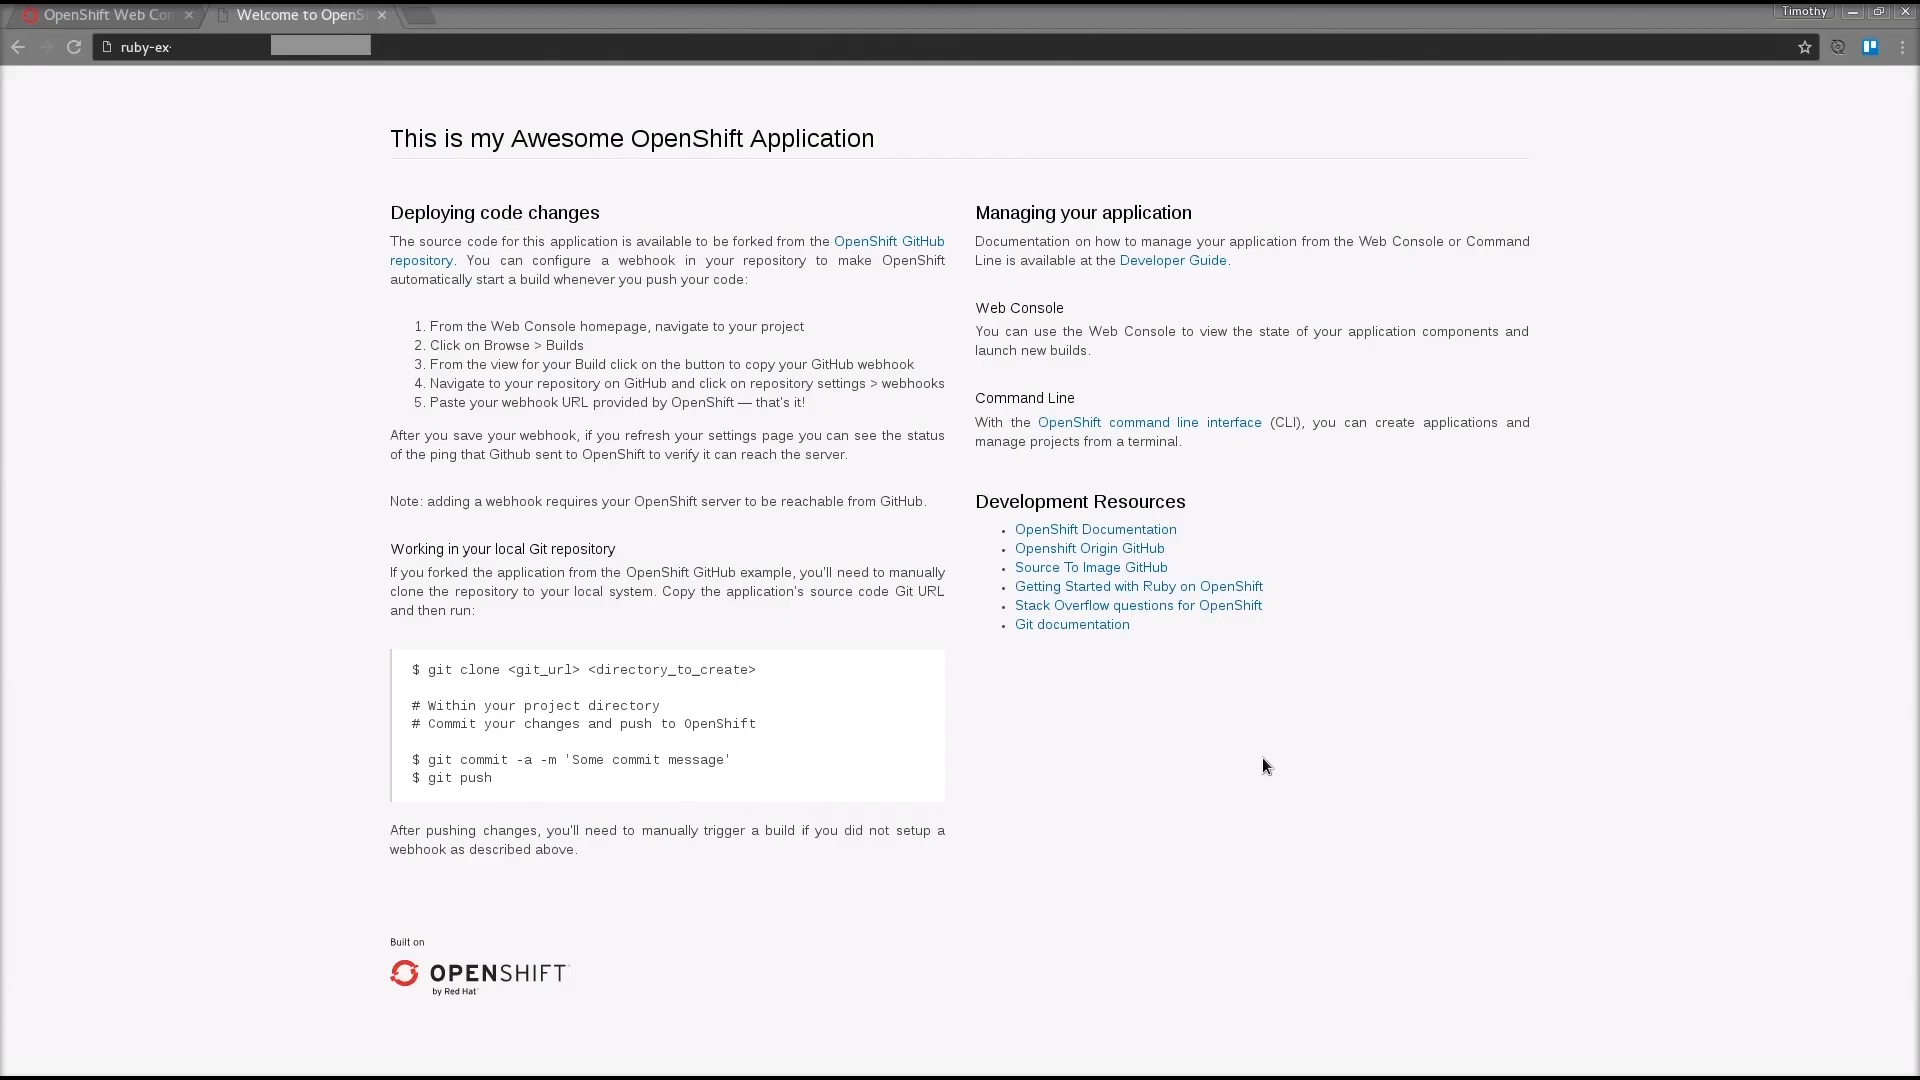 OpenShift Web Con
Welcome to OpenS
Timothy
ruby-ex
This is my Awesome OpenShift Application
Deploying code changes
The source code for this application is available to be forked from the OpenShift GitHub
repository. You can configure a webhook in your repository to make OpenShift
automatically start a build whenever you push your code:
1. From the Web Console homepage, navigate to your project
2. Click on Browse > Builds
3. From the view for your Build click on the button to copy your GitHub webhook
4. Navigate to your repository on GitHub and click on repository settings > webhooks
5. Paste your webhook URL provided by OpenShift — that's it!
After you save your webhook, if you refresh your settings page you can see the status
of the ping that Github sent to OpenShift to verify it can reach the server.
Note: adding a webhook requires your OpenShift server to be reachable from GitHub.
Working in your local Git repository
If you forked the application from the OpenShift GitHub example, you'll need to manually
clone the repository to your local system. Copy the application's source code Git URL
and then run:
$ git clone <git_url> <directory_to_create>
# Within your project directory
# Commit your changes and push to OpenShift
$ git commit -a -m 'Some commit message'
$ git push
After pushing changes, you'll need to manually trigger a build if you did not setup a
webhook as described above.
Managing your application
Documentation on how to manage your application from the Web Console or Command
Line is available at the Developer Guide.
Web Console
You can use the Web Console to view the state of your application components and
launch new builds.
Command Line
With the OpenShift command line interface (CLI), you can create applications and
manage projects from a terminal.
Development Resources
OpenShift Documentation
Openshift Origin GitHub
Source To Image GitHub
Getting Started with Ruby on OpenShift
Stack Overflow questions for OpenShift
Git documentation
Built on
OPENSHIFT
by Red Hat